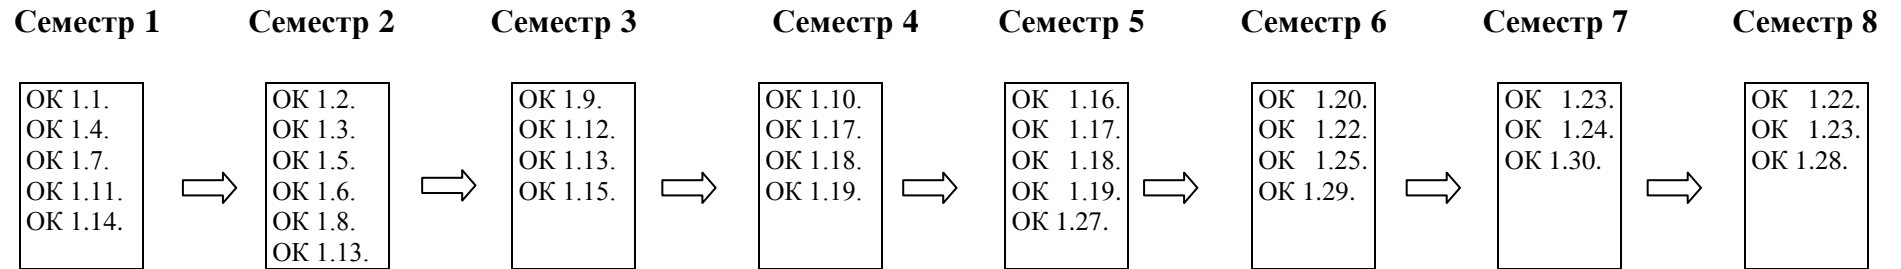 Семестр 1 Семестр 2 Семестр 3 Семестр 4 Семестр 5 Семестр 6 Семестр 7 Семестр 8
ОК 1.1.
ОК 1.4.
ОК 1.7.
ОК 1.11.
ОК 1.14.
ОК 1.2.
ОК 1.3.
ОК 1.5.
ОК 1.6.
ОК 1.8.
ОК 1.13.
ОК 1.9.
ОК 1.12.
ОК 1.13.
ОК 1.15.
ОК 1.10.
ОК 1.17.
ОК 1.18.
ОК 1.19.
ОК 1.16.
ОК 1.17.
ОК 1.18.
ОК 1.19.
ОК 1.27.
ОК 1.20.
ОК 1.22.
ОК 1.25.
ОК 1.29.
ОК 1.23.
ОК 1.24.
ОК 1.30.
ОК 1.22.
ОК 1.23.
ОК 1.28.